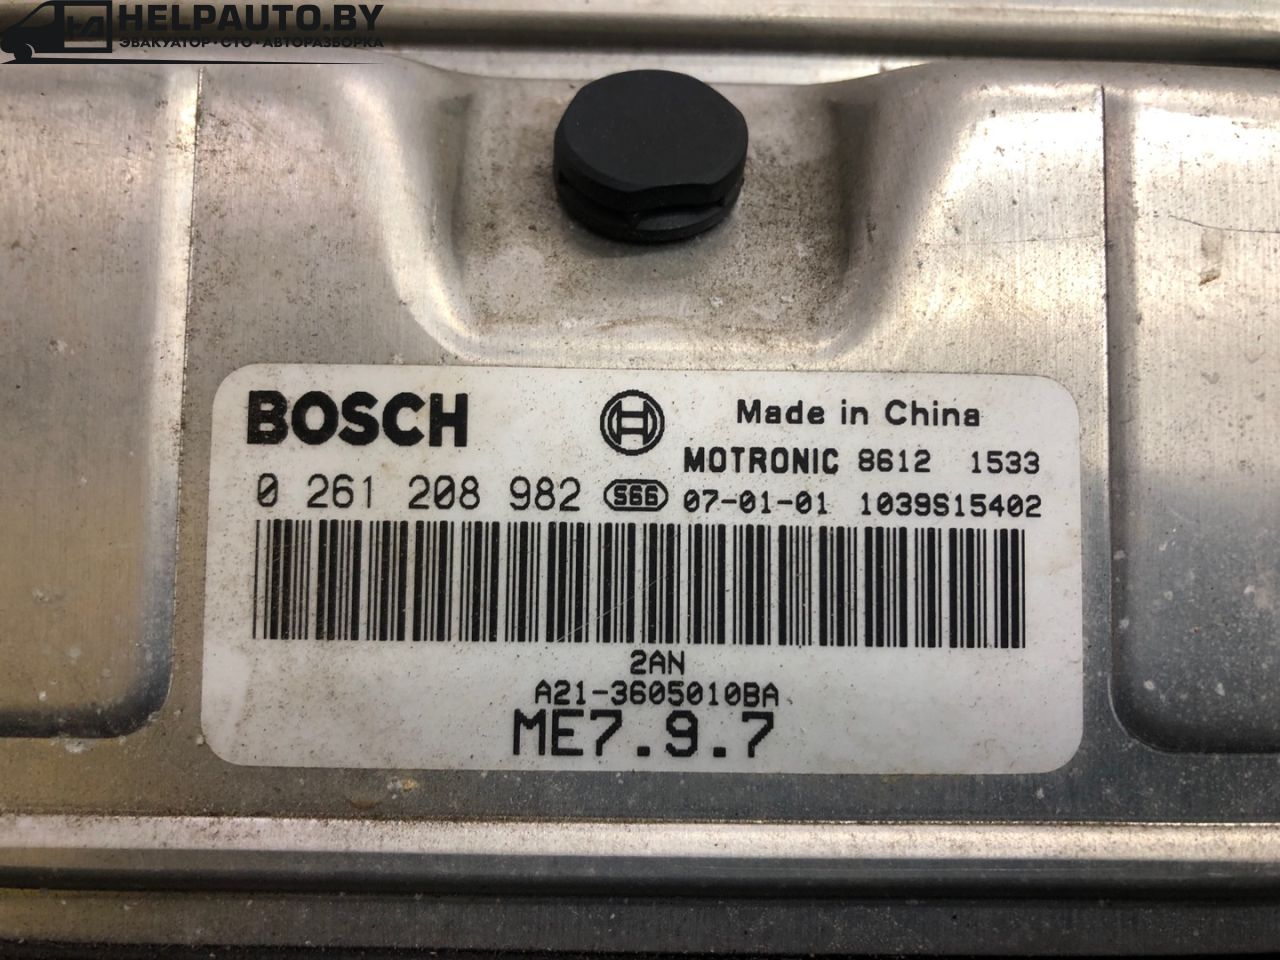 HELPAUTO.BY
ЭВАКУАТОР·СТО·АВТОРАЗБОРКА
BOSCH Made in China
MOTRONIC 8612 1533
0 261 208 982 S66 07-01-01 1039S15402
2AN
A21-3605010BA
ME7.9.7